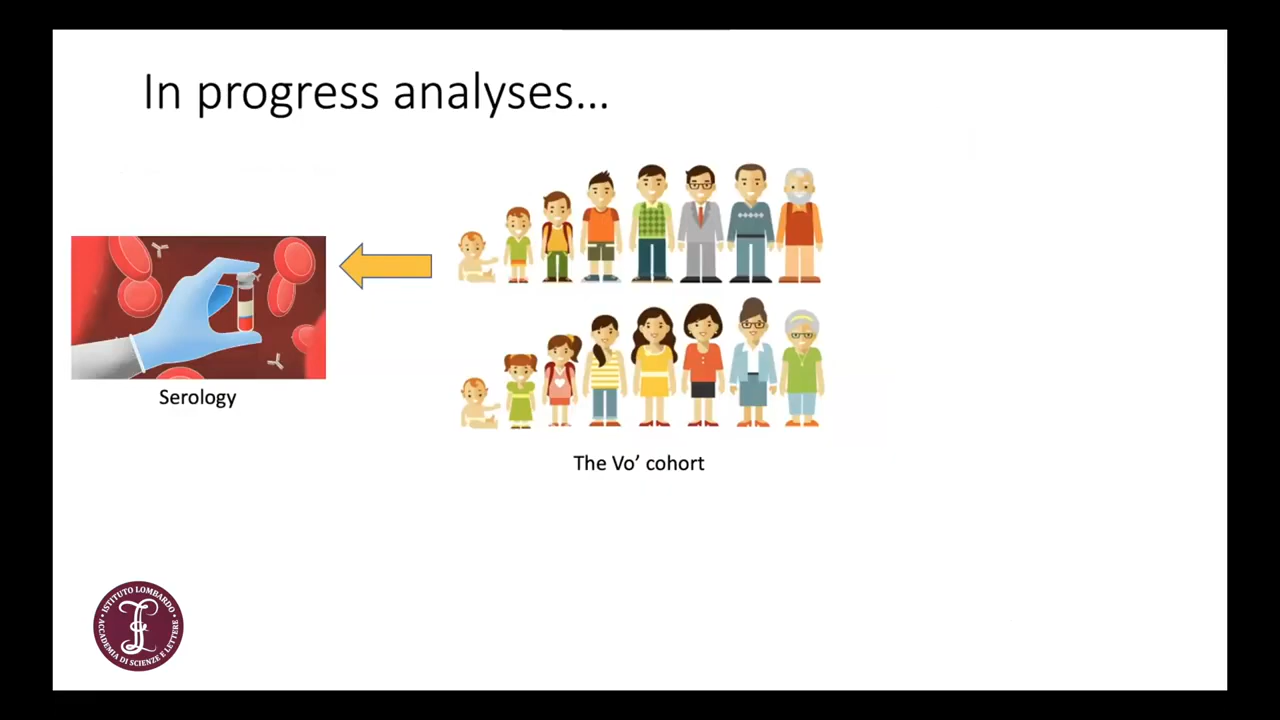 In progress analyses...
Serology
The Vo’ cohort
ISTITUTO LOMBARDO
ACCADEMIA DI SCIENZE E LETTERE